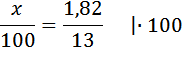 x/100 = 1,82/13 |· 100